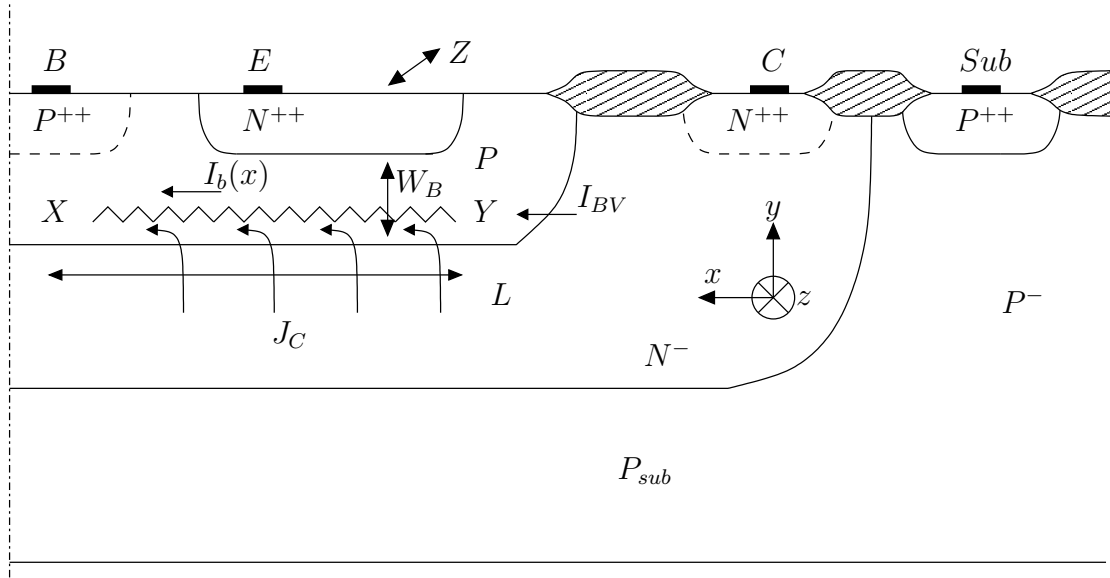 B E Z C Sub
P++ N++ N++ P++
P
I_b(x) W_B
X Y I_BV
y
x z
L P−
J_C
N−
P_sub